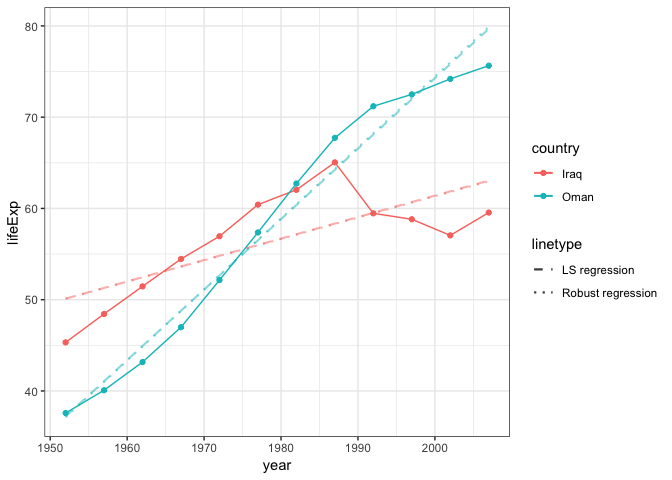 80
70
60
50
40
lifeExp
1950 1960 1970 1980 1990 2000
year
country
Iraq
Oman
linetype
LS regression
Robust regression